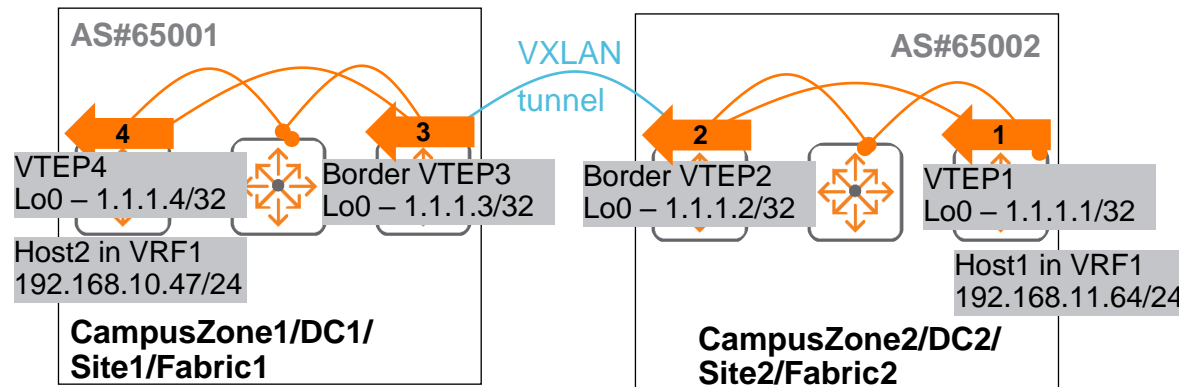 AS#65001
VXLAN
tunnel
AS#65002
4
3
2
1
VTEP4
Lo0 – 1.1.1.4/32
Border VTEP3
Lo0 – 1.1.1.3/32
Border VTEP2
Lo0 – 1.1.1.2/32
VTEP1
Lo0 – 1.1.1.1/32
Host2 in VRF1
192.168.10.47/24
Host1 in VRF1
192.168.11.64/24
CampusZone1/DC1/
Site1/Fabric1
CampusZone2/DC2/
Site2/Fabric2